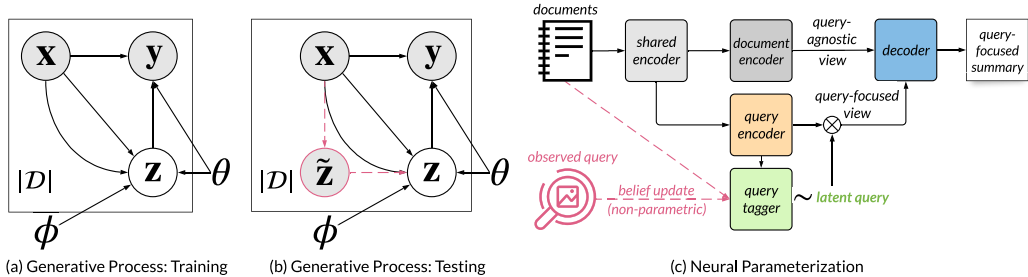 x
y
z
|D|
θ
ϕ
(a) Generative Process: Training
x
y
z̃
z
|D|
θ
ϕ
(b) Generative Process: Testing
documents
shared
encoder
document
encoder
query-
agnostic
view
decoder
query-
focused
summary
query-focused
view
query
encoder
⊗
observed query
belief update
(non-parametric)
query
tagger
~ latent query
(c) Neural Parameterization